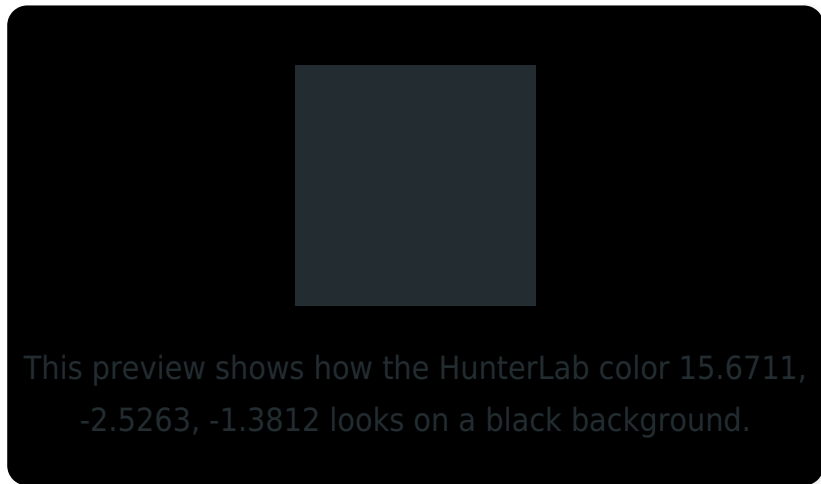 This preview shows how the HunterLab color 15.6711,
-2.5263, -1.3812 looks on a black background.